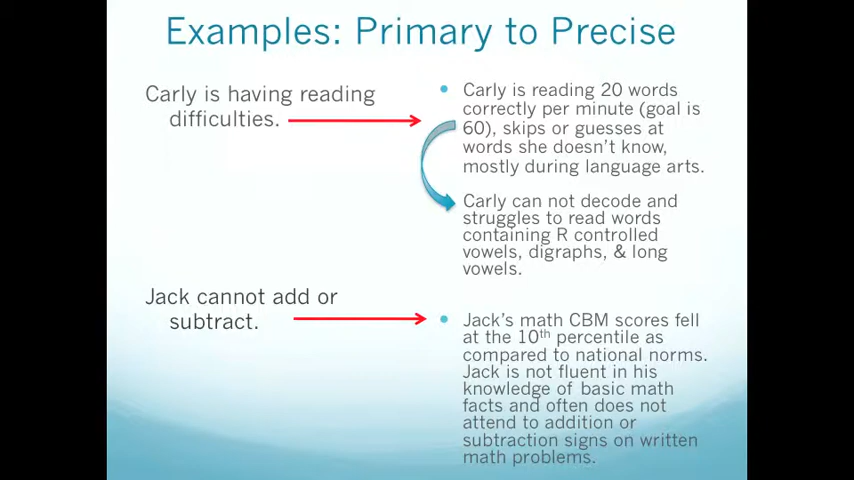 Examples: Primary to Precise
Carly is having reading
difficulties.
Carly is reading 20 words
correctly per minute (goal is
60), skips or guesses at
words she doesn't know,
mostly during language arts.
Carly can not decode and
struggles to read words
containing R controlled
vowels, digraphs, & long
vowels.
Jack cannot add or
subtract.
Jack's math CBM scores fell
at the 10th percentile as
compared to national norms.
Jack is not fluent in his
knowledge of basic math
facts and often does not
attend to addition or
subtraction signs on written
math problems.